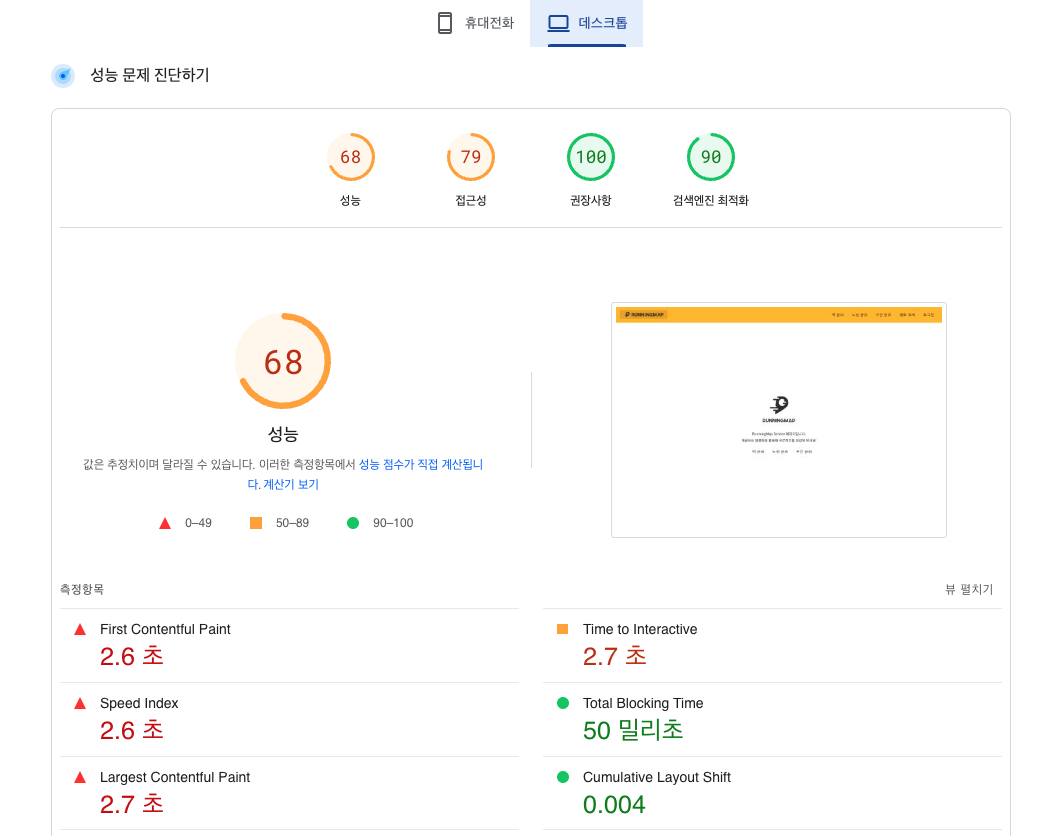 휴대전화
데스크톱
성능 문제 진단하기
68
79
100
90
성능
접근성
권장사항
검색엔진 최적화
68
성능
값은 추정치이며 달라질 수 있습니다. 이러한 측정항목에서 성능 점수가 직접 계산됩니
다. 계산기 보기
0–49
50–89
90–100
RUNNINGMAP
RUNNINGMAP
측정항목
뷰 펼치기
First Contentful Paint
2.6 초
Time to Interactive
2.7 초
Speed Index
2.6 초
Total Blocking Time
50 밀리초
Largest Contentful Paint
2.7 초
Cumulative Layout Shift
0.004